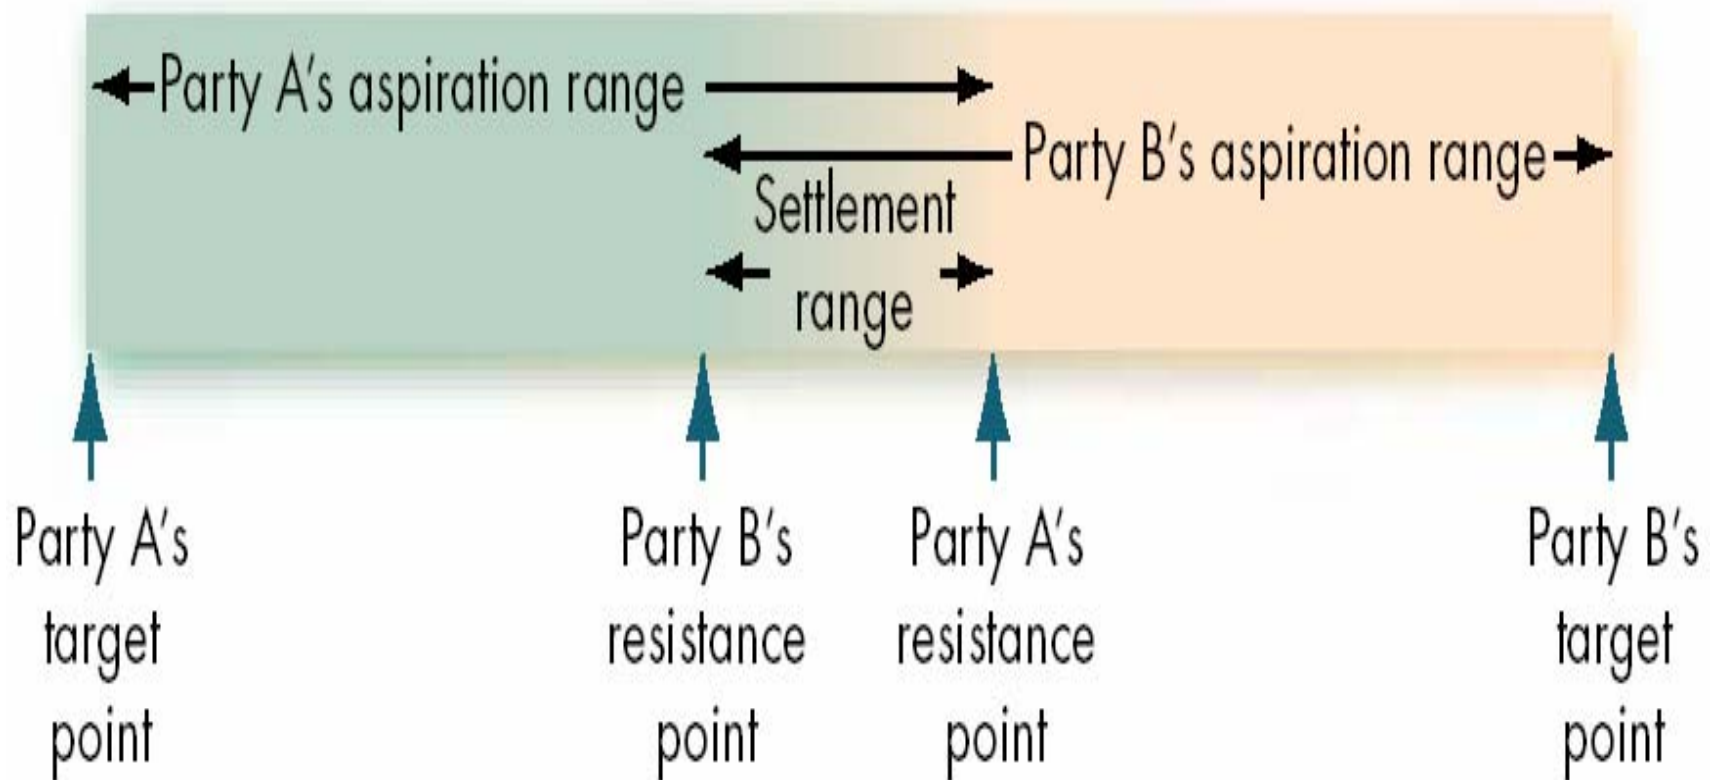 Party A's aspiration range
Party B's aspiration range
Settlement
range
Party A's
target
point
Party B's
resistance
point
Party A's
resistance
point
Party B's
target
point